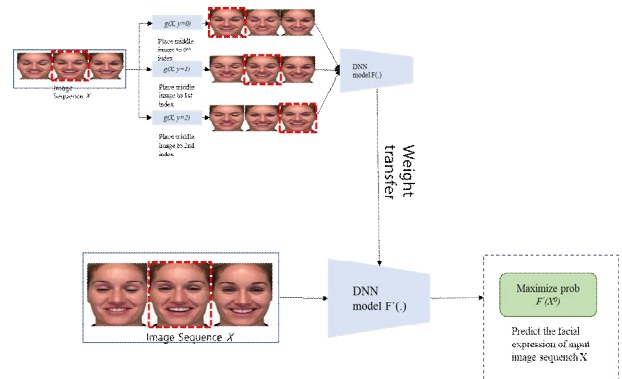 g(X, y=0)
Place middle
image to 0th
index
Image
Sequence X
g(X, y=1)
Place middle
image to 1st
index
g(X, y=2)
Place middle
image to 2nd
index
DNN
model F(.)
Weight
transfer
Image Sequence X
DNN
model F'(.)
Maximize prob
F'(X⁰)
Predict the facial
expression of input
image sequench X